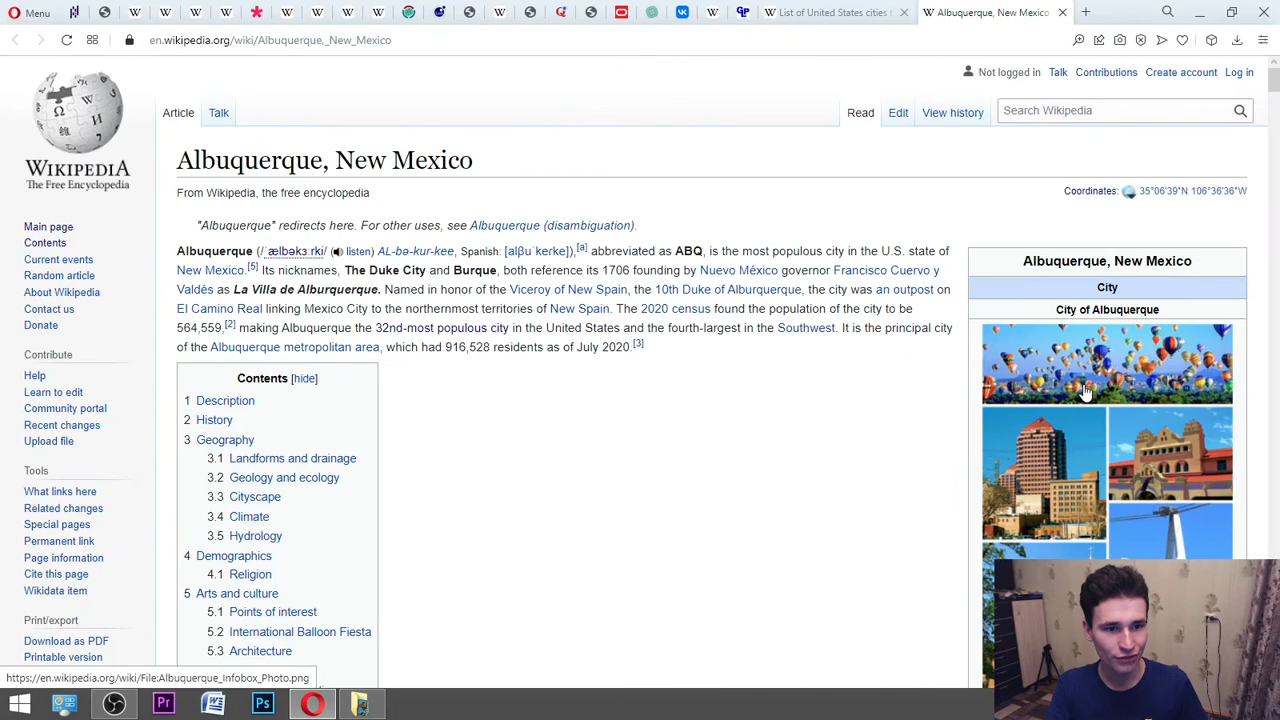 Menu
List of United States cities
Albuquerque, New Mexico
en.wikipedia.org/wiki/Albuquerque,_New_Mexico
Not logged in Talk Contributions Create account Log in
Article Talk Read Edit View history Search Wikipedia
WIKIPEDIA
The Free Encyclopedia
Albuquerque, New Mexico
From Wikipedia, the free encyclopedia
Coordinates: 35°06′39″N 106°36′36″W
"Albuquerque" redirects here. For other uses, see Albuquerque (disambiguation).
Albuquerque (/ˈælbəkɜːrki/ (listen) AL-bə-kur-kee, Spanish: [alβuˈkeɾke]),[a] abbreviated as ABQ, is the most populous city in the U.S. state of
New Mexico.[5] Its nicknames, The Duke City and Burque, both reference its 1706 founding by Nuevo México governor Francisco Cuervo y
Valdés as La Villa de Alburquerque. Named in honor of the Viceroy of New Spain, the 10th Duke of Alburquerque, the city was an outpost on
El Camino Real linking Mexico City to the northernmost territories of New Spain. The 2020 census found the population of the city to be
564,559,[2] making Albuquerque the 32nd-most populous city in the United States and the fourth-largest in the Southwest. It is the principal city
of the Albuquerque metropolitan area, which had 916,528 residents as of July 2020.[3]
Main page
Contents
Current events
Random article
About Wikipedia
Contact us
Donate
Contribute
Help
Learn to edit
Community portal
Recent changes
Upload file
Tools
What links here
Related changes
Special pages
Permanent link
Page information
Cite this page
Wikidata item
Print/export
Download as PDF
Printable version
Contents [hide]
1 Description
2 History
3 Geography
3.1 Landforms and drainage
3.2 Geology and ecology
3.3 Cityscape
3.4 Climate
3.5 Hydrology
4 Demographics
4.1 Religion
5 Arts and culture
5.1 Points of interest
5.2 International Balloon Fiesta
5.3 Architecture
Albuquerque, New Mexico
City
City of Albuquerque
https://en.wikipedia.org/wiki/File:Albuquerque_Infobox_Photo.png
Pr
W
Ps